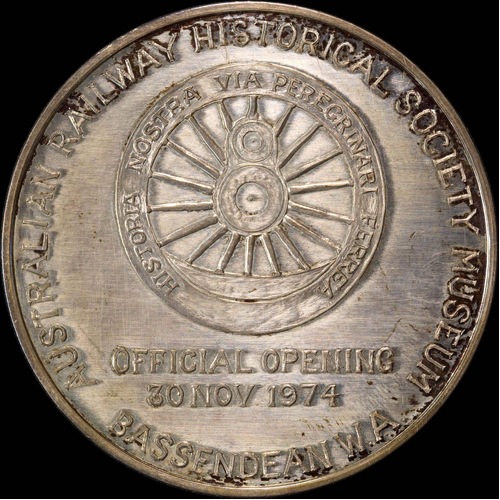 AUSTRALIAN RAILWAY HISTORICAL SOCIETY MUSEUM
HISTORIA NOSTRA VIA PEREGRINARI FERREA
OFFICIAL OPENING
30 NOV 1974
BASSENDEAN W.A.